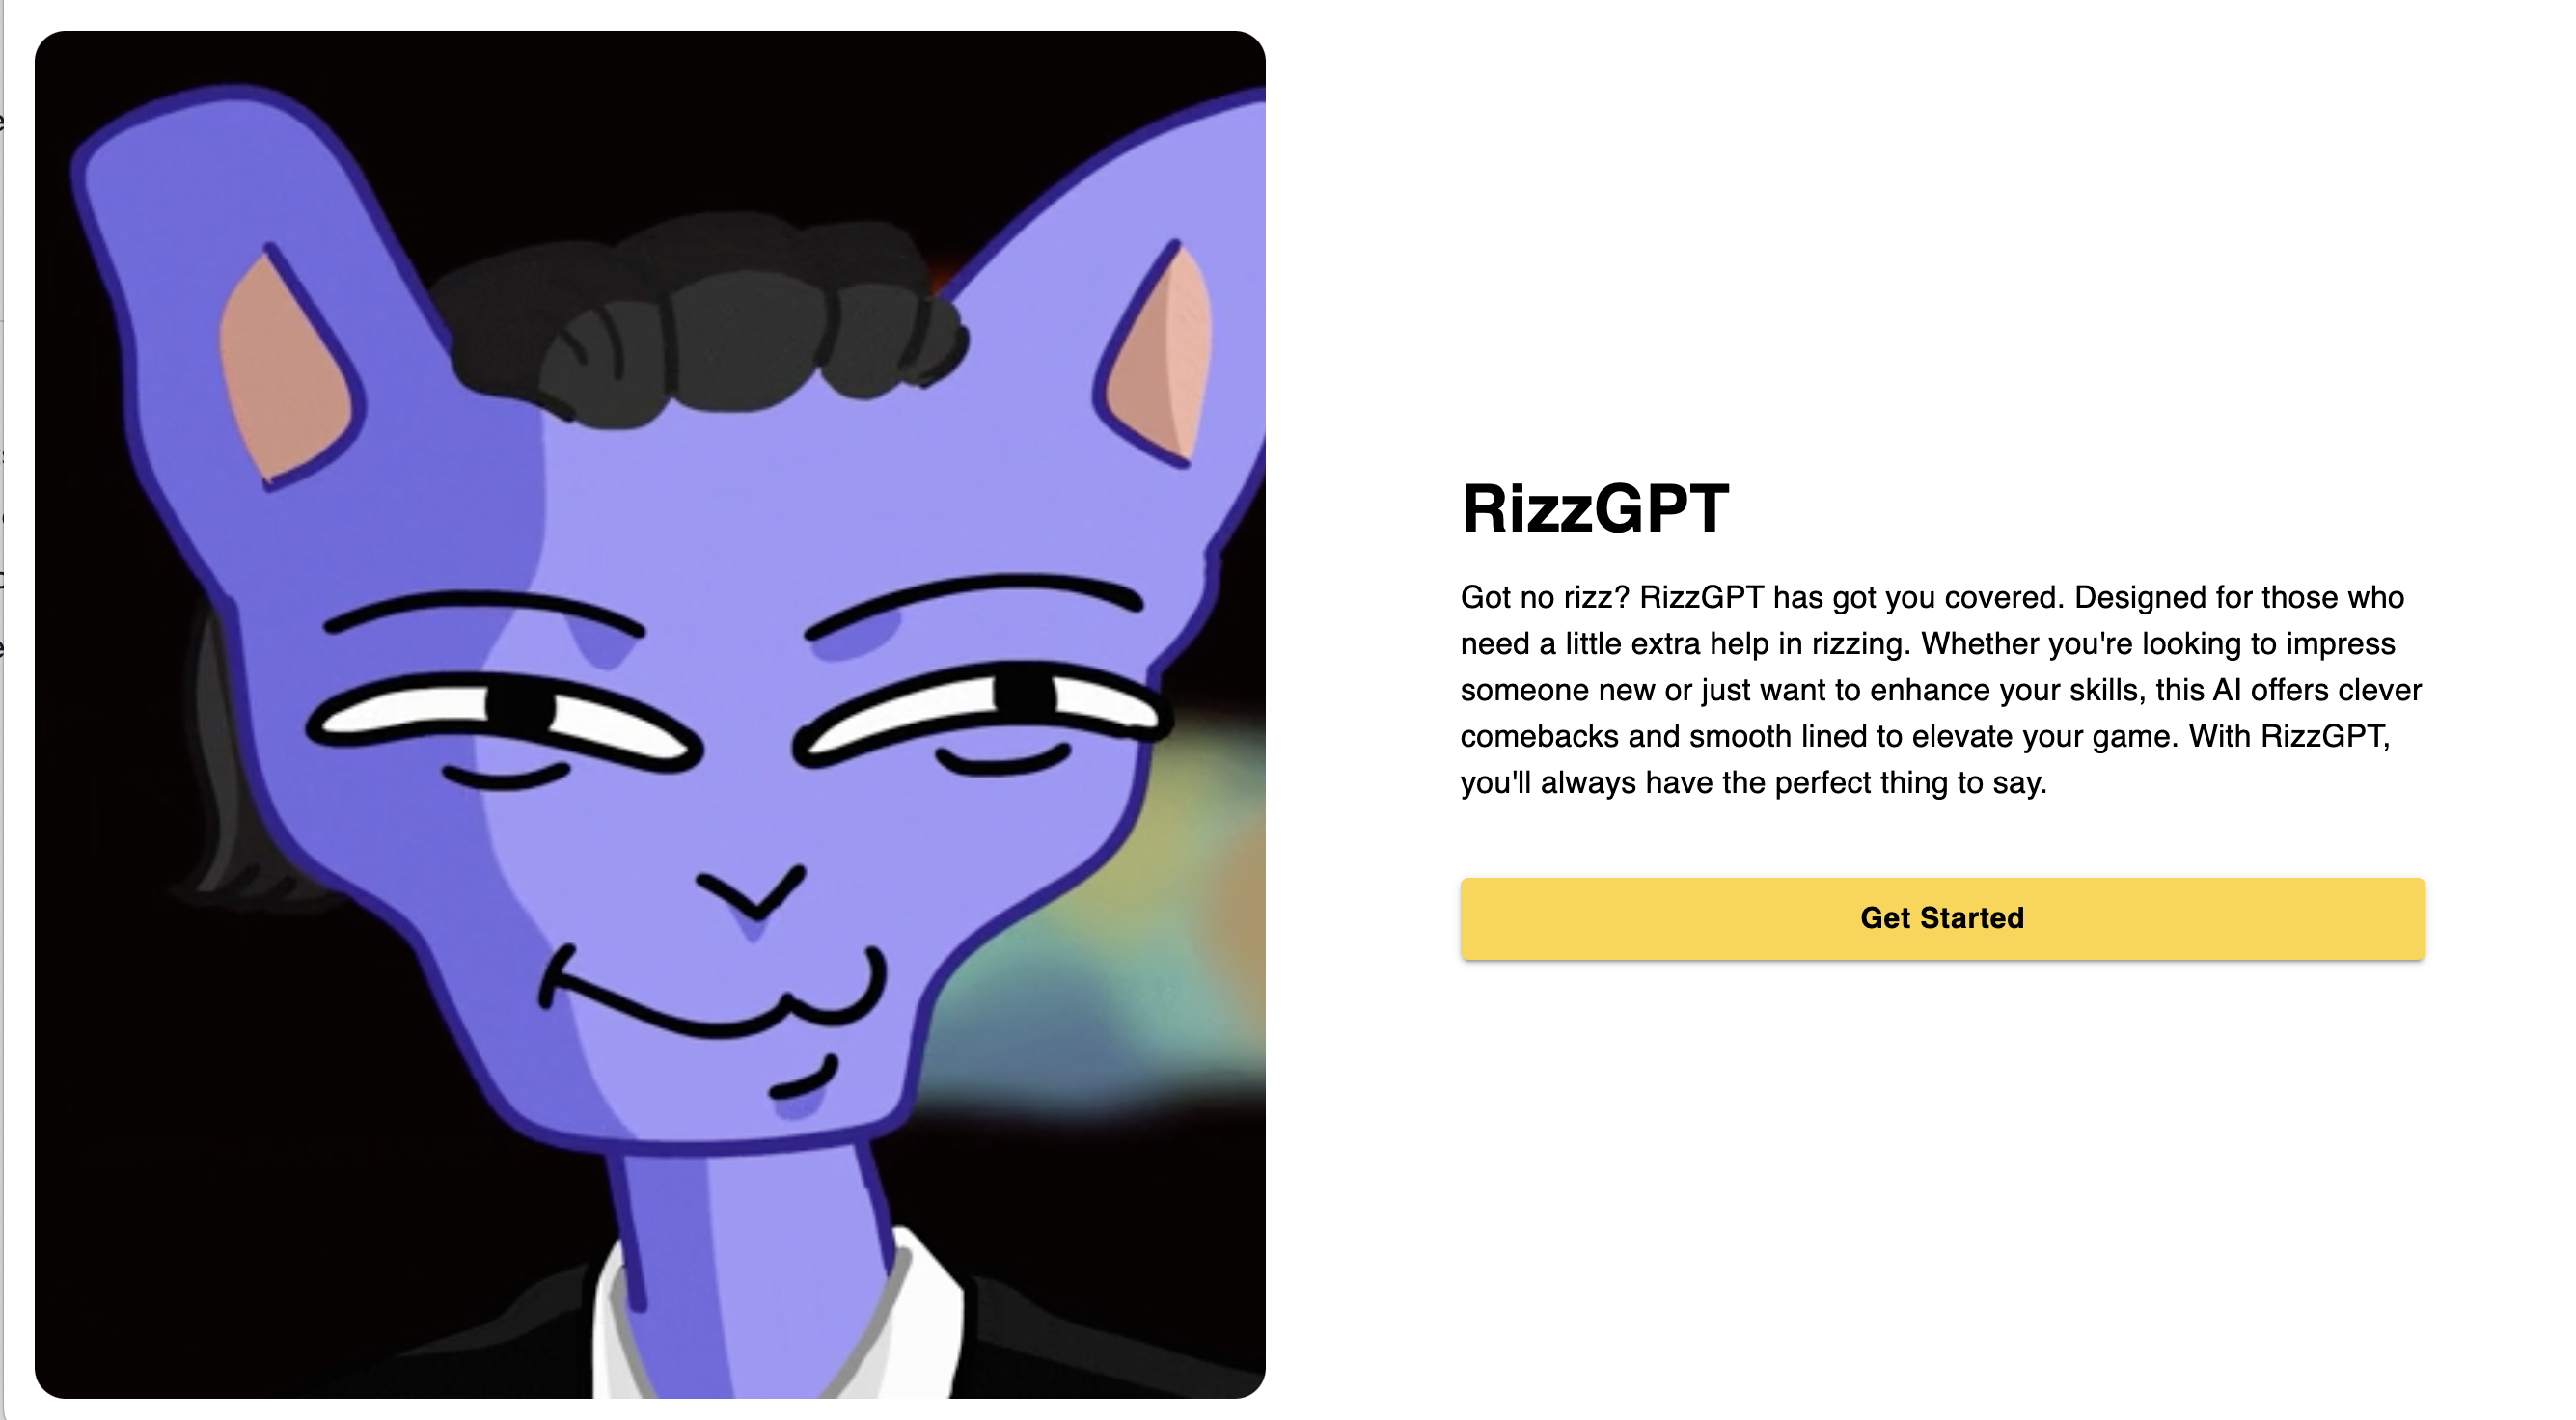 RizzGPT
Got no rizz? RizzGPT has got you covered. Designed for those who
need a little extra help in rizzing. Whether you're looking to impress
someone new or just want to enhance your skills, this AI offers clever
comebacks and smooth lined to elevate your game. With RizzGPT,
you'll always have the perfect thing to say.
Get Started